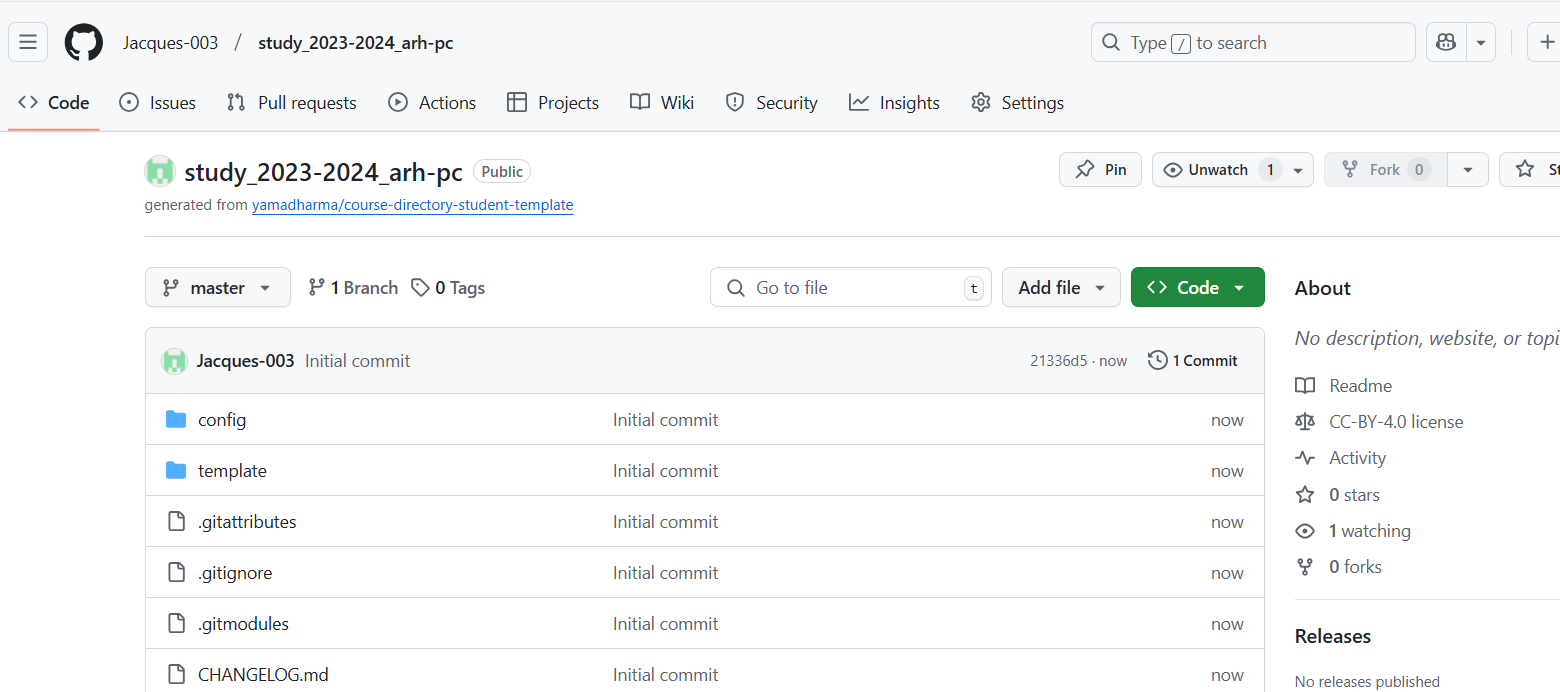 Jacques-003 / study_2023-2024_arh-pc Type / to search
Code Issues Pull requests Actions Projects Wiki Security Insights Settings
study_2023-2024_arh-pc Public Pin Unwatch 1 Fork 0 St
generated from yamadharma/course-directory-student-template
master 1 Branch 0 Tags Go to file t Add file Code
About
No description, website, or topi
Jacques-003 Initial commit 21336d5 · now 1 Commit
Readme
config Initial commit now
CC-BY-4.0 license
Activity
template Initial commit now
0 stars
.gitattributes Initial commit now
1 watching
.gitignore Initial commit now
0 forks
.gitmodules Initial commit now
Releases
CHANGELOG.md Initial commit now
No releases published